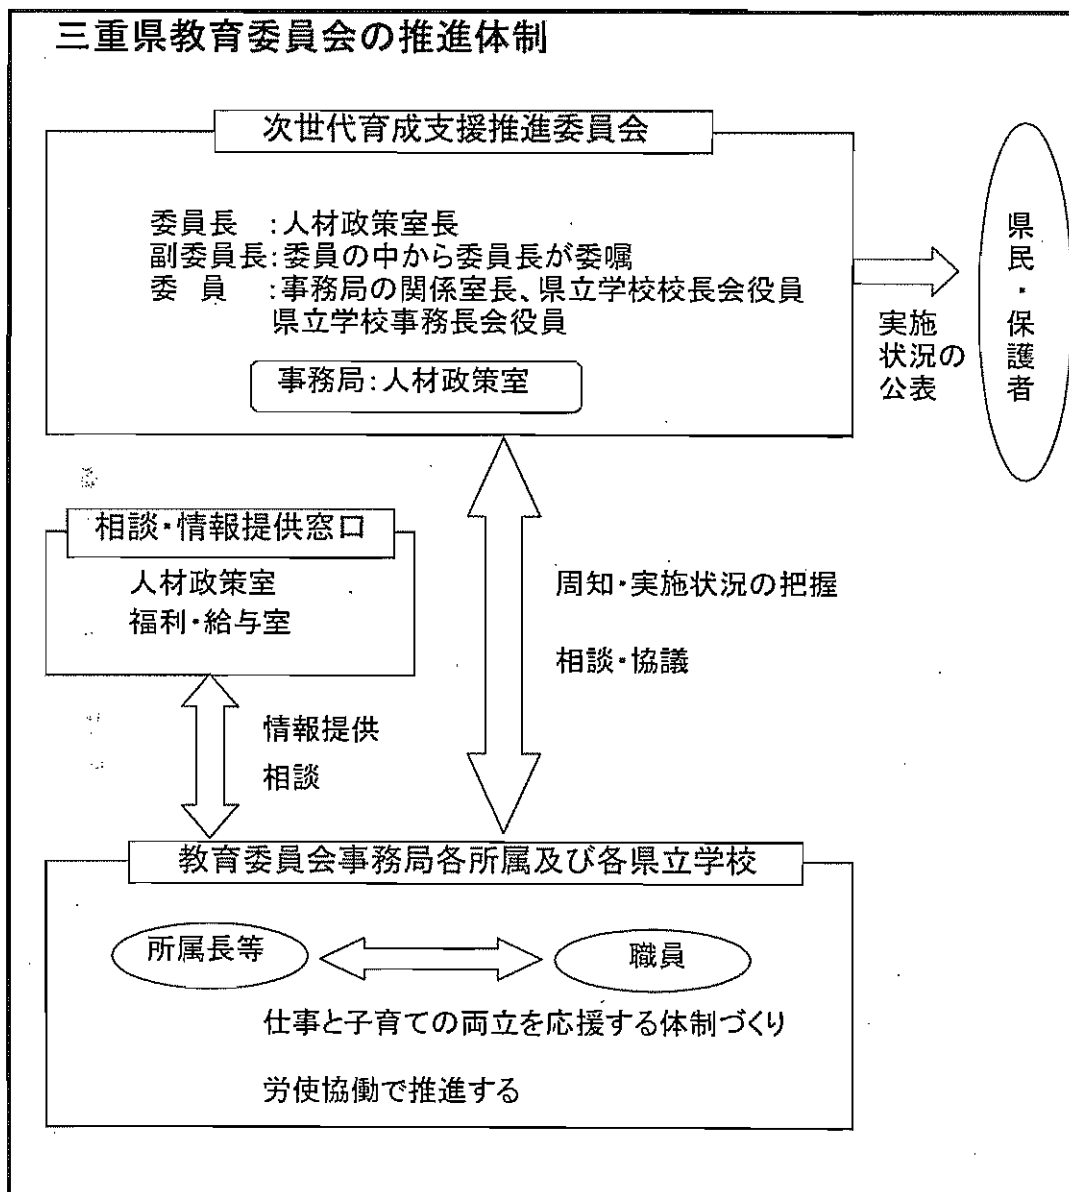 三重県教育委員会の推進体制
次世代育成支援推進委員会
委員長　：人材政策室長
副委員長：委員の中から委員長が委嘱
委　員　：事務局の関係室長、県立学校校長会役員
県立学校事務長会役員
事務局：人材政策室
実施
状況の
公表
県民・保護者
相談・情報提供窓口
人材政策室
福利・給与室
周知・実施状況の把握
相談・協議
情報提供
相談
教育委員会事務局各所属及び各県立学校
所属長等
職員
仕事と子育ての両立を応援する体制づくり
労使協働で推進する